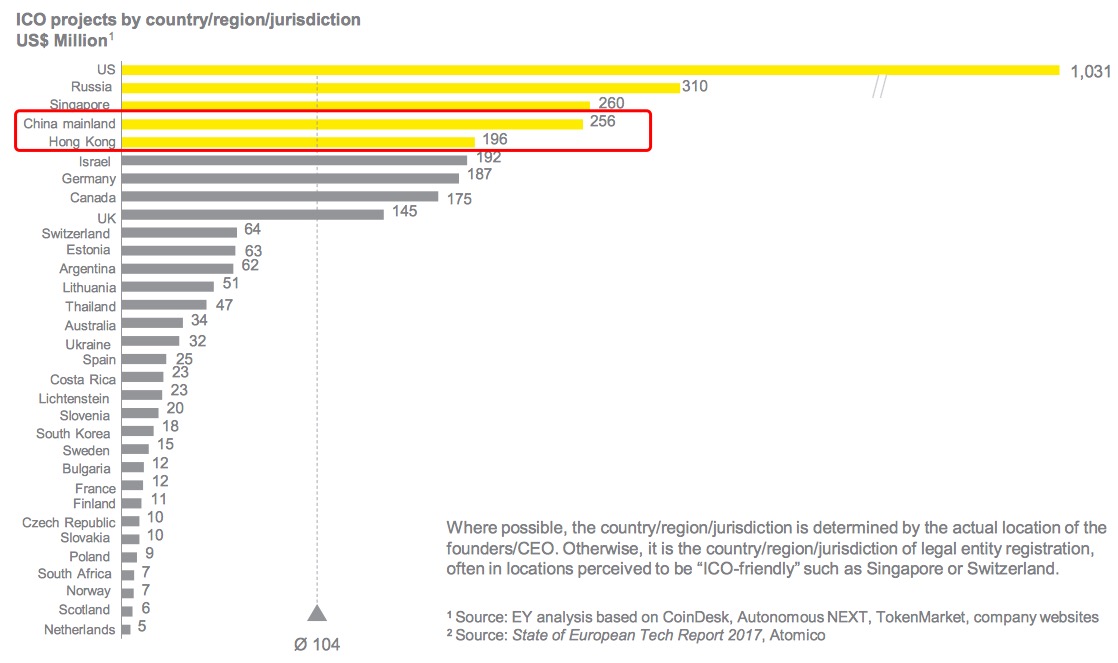 ICO projects by country/region/jurisdiction
US$ Million¹
US 1,031
Russia 310
Singapore 260
China mainland 256
Hong Kong 196
Israel 192
Germany 187
Canada 175
UK 145
Switzerland 64
Estonia 63
Argentina 62
Lithuania 51
Thailand 47
Australia 34
Ukraine 32
Spain 25
Costa Rica 23
Lichtenstein 23
Slovenia 20
South Korea 18
Sweden 15
Bulgaria 12
France 12
Finland 11
Czech Republic 10
Slovakia 10
Poland 9
South Africa 7
Norway 7
Scotland 6
Netherlands 5
Ø 104
Where possible, the country/region/jurisdiction is determined by the actual location of the
founders/CEO. Otherwise, it is the country/region/jurisdiction of legal entity registration,
often in locations perceived to be “ICO-friendly” such as Singapore or Switzerland.
¹ Source: EY analysis based on CoinDesk, Autonomous NEXT, TokenMarket, company websites
² Source: State of European Tech Report 2017, Atomico